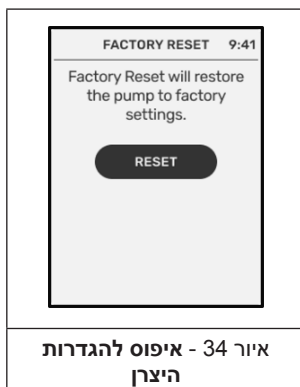 FACTORY RESET 9:41
Factory Reset will restore
the pump to factory
settings.
RESET
איור 34 - איפוס להגדרות
היצרן